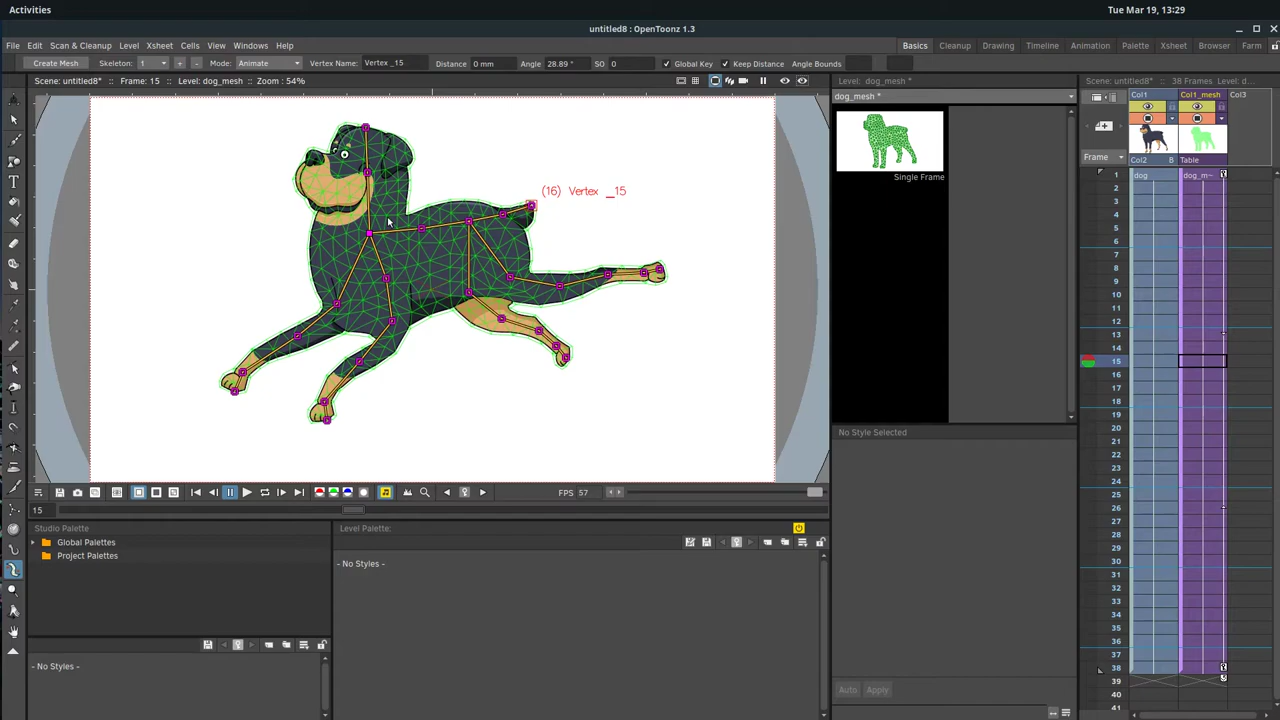 Activities
Tue Mar 19, 13:29
untitled8 : OpenToonz 1.3
File Edit Scan & Cleanup Level Xsheet Cells View Windows Help
Basics Cleanup Drawing Timeline Animation Palette Xsheet Browser Farm
Create Mesh Skeleton: 1 + - Mode: Animate Vertex Name: Vertex _15 Distance 0 mm Angle 28.89 ° SO 0 Global Key Keep Distance Angle Bounds
Scene: untitled8* :: Frame: 15 :: Level: dog_mesh :: Zoom : 54%
Level: dog_mesh *
Scene: untitled8* :: 38 Frames :: Level: d...
dog_mesh *
Col1 Col1_mesh Col3
Single Frame
Frame
Col2 B Table
(16) Vertex _15
dog
dog_m~
1
2
3
4
5
6
7
8
9
10
11
12
13
14
15
16
17
18
19
20
21
22
23
24
25
26
27
28
29
30
31
32
33
34
35
36
37
38
39
40
41
No Style Selected
FPS 57
15
Studio Palette
Level Palette:
Global Palettes
Project Palettes
- No Styles -
- No Styles -
Auto Apply